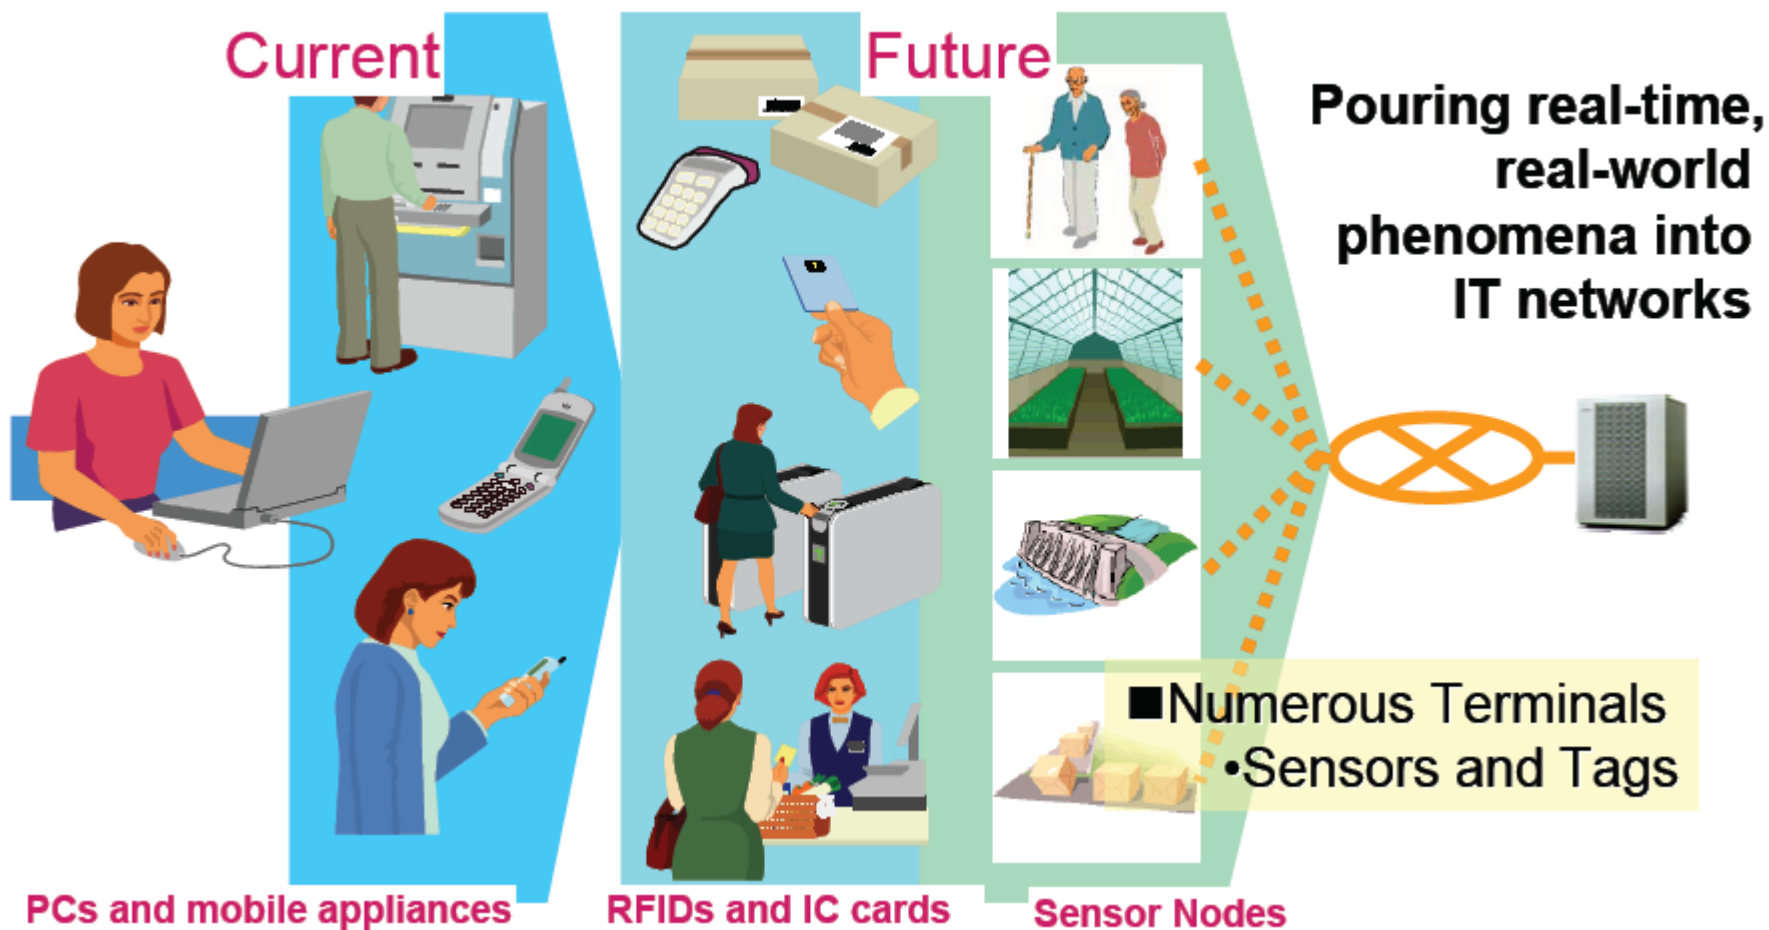 Current
Future
Pouring real-time,
real-world
phenomena into
IT networks
■Numerous Terminals
•Sensors and Tags
PCs and mobile appliances
RFIDs and IC cards
Sensor Nodes